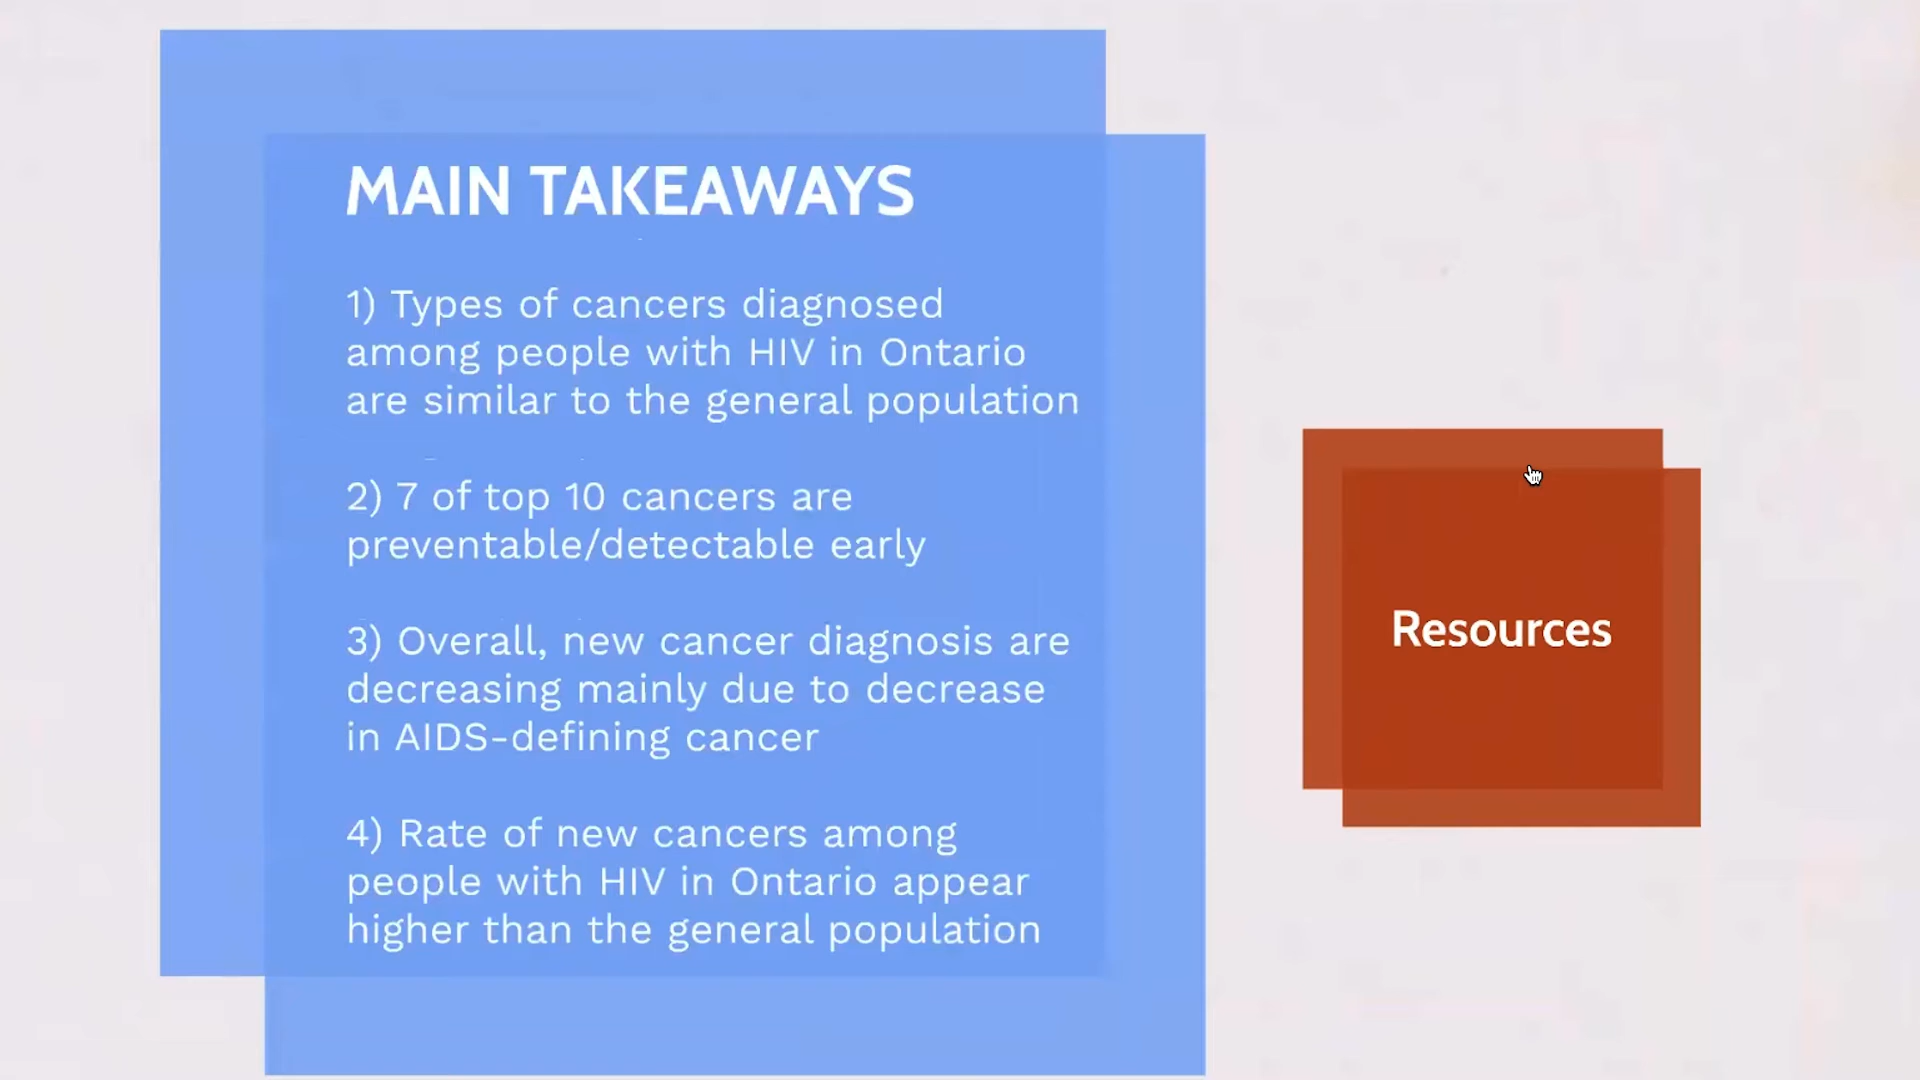 MAIN TAKEAWAYS
1) Types of cancers diagnosed
among people with HIV in Ontario
are similar to the general population
2) 7 of top 10 cancers are
preventable/detectable early
3) Overall, new cancer diagnosis are
decreasing mainly due to decrease
in AIDS-defining cancer
4) Rate of new cancers among
people with HIV in Ontario appear
higher than the general population
Resources